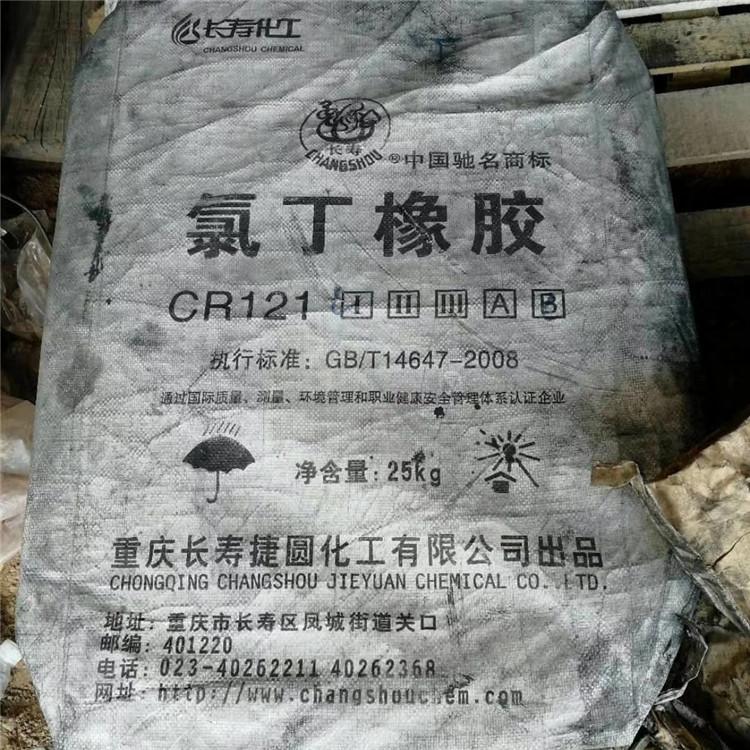 长寿化工
CHANGSHOU CHEMICAL
长寿
CHANGSHOU ®中国驰名商标
氯丁橡胶
CR121 I II III A B
执行标准: GB/T14647-2008
通过国际质量、测量、环境管理和职业健康安全管理体系认证企业
净含量:25kg
重庆长寿捷圆化工有限公司出品
CHONGQING CHANGSHOU JIEYUAN CHEMICAL CO. LTD.
地址: 重庆市长寿区凤城街道关口
邮编: 401220
电话: 023-40262211 40262368
网址: http://www.changshouchem.com